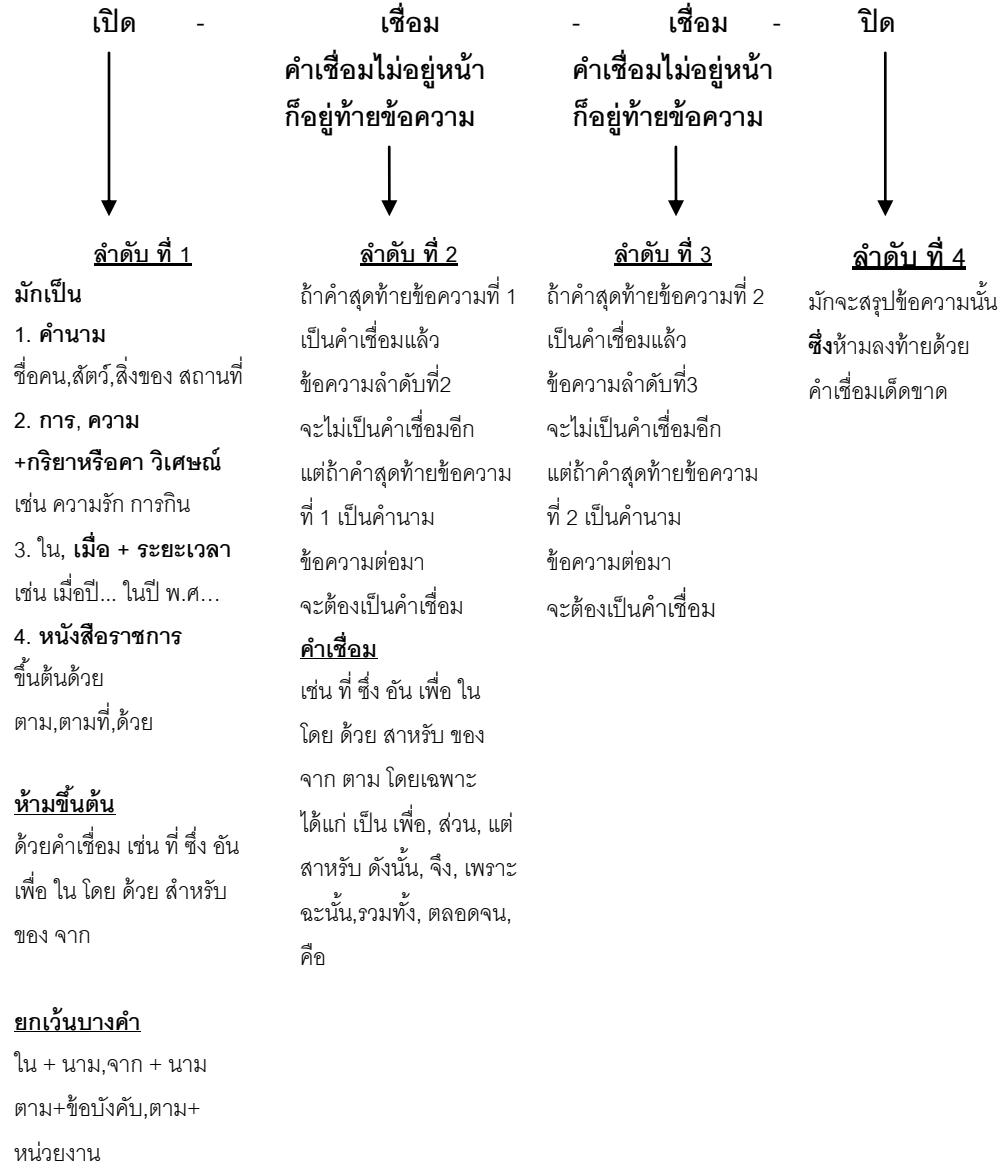 เปิด - เชื่อม - เชื่อม - ปิด
คำเชื่อมไม่อยู่หน้า
ก็อยู่ท้ายข้อความ
คำเชื่อมไม่อยู่หน้า
ก็อยู่ท้ายข้อความ
ลำดับ ที่ 1
มักเป็น
1. คำนาม
ชื่อคน,สัตว์,สิ่งของ สถานที่
2. การ, ความ
+กริยาหรือคา วิเศษณ์
เช่น ความรัก การกิน
3. ใน, เมื่อ + ระยะเวลา
เช่น เมื่อปี... ในปี พ.ศ...
4. หนังสือราชการ
ขึ้นต้นด้วย
ตาม,ตามที่,ด้วย
ห้ามขึ้นต้น
ด้วยคำเชื่อม เช่น ที่ ซึ่ง อัน
เพื่อ ใน โดย ด้วย สำหรับ
ของ จาก
ยกเว้นบางคำ
ใน + นาม,จาก + นาม
ตาม+ข้อบังคับ,ตาม+
หน่วยงาน
ลำดับ ที่ 2
ถ้าคำสุดท้ายข้อความที่ 1
เป็นคำเชื่อมแล้ว
ข้อความลำดับที่2
จะไม่เป็นคำเชื่อมอีก
แต่ถ้าคำสุดท้ายข้อความ
ที่ 1 เป็นคำนาม
ข้อความต่อมา
จะต้องเป็นคำเชื่อม
คำเชื่อม
เช่น ที่ ซึ่ง อัน เพื่อ ใน
โดย ด้วย สาหรับ ของ
จาก ตาม โดยเฉพาะ
ได้แก่ เป็น เพื่อ, ส่วน, แต่
สาหรับ ดังนั้น, จึง, เพราะ
ฉะนั้น,รวมทั้ง, ตลอดจน,
คือ
ลำดับ ที่ 3
ถ้าคำสุดท้ายข้อความที่ 2
เป็นคำเชื่อมแล้ว
ข้อความลำดับที่3
จะไม่เป็นคำเชื่อมอีก
แต่ถ้าคำสุดท้ายข้อความ
ที่ 2 เป็นคำนาม
ข้อความต่อมา
จะต้องเป็นคำเชื่อม
ลำดับ ที่ 4
มักจะสรุปข้อความนั้น
ซึ่งห้ามลงท้ายด้วย
คำเชื่อมเด็ดขาด